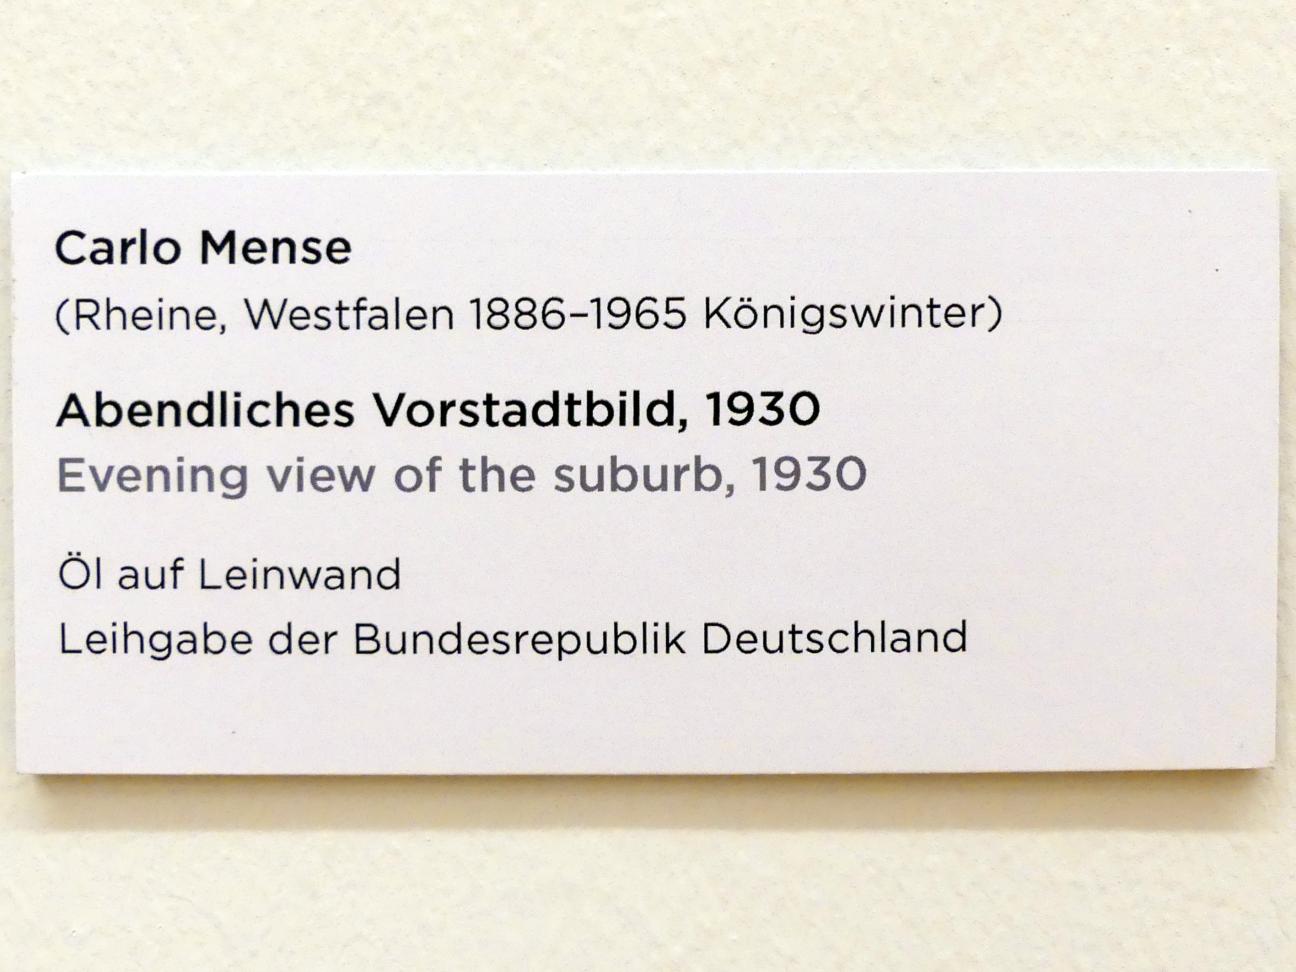 Carlo Mense
(Rheine, Westfalen 1886–1965 Königswinter)
Abendliches Vorstadtbild, 1930
Evening view of the suburb, 1930
Öl auf Leinwand
Leihgabe der Bundesrepublik Deutschland